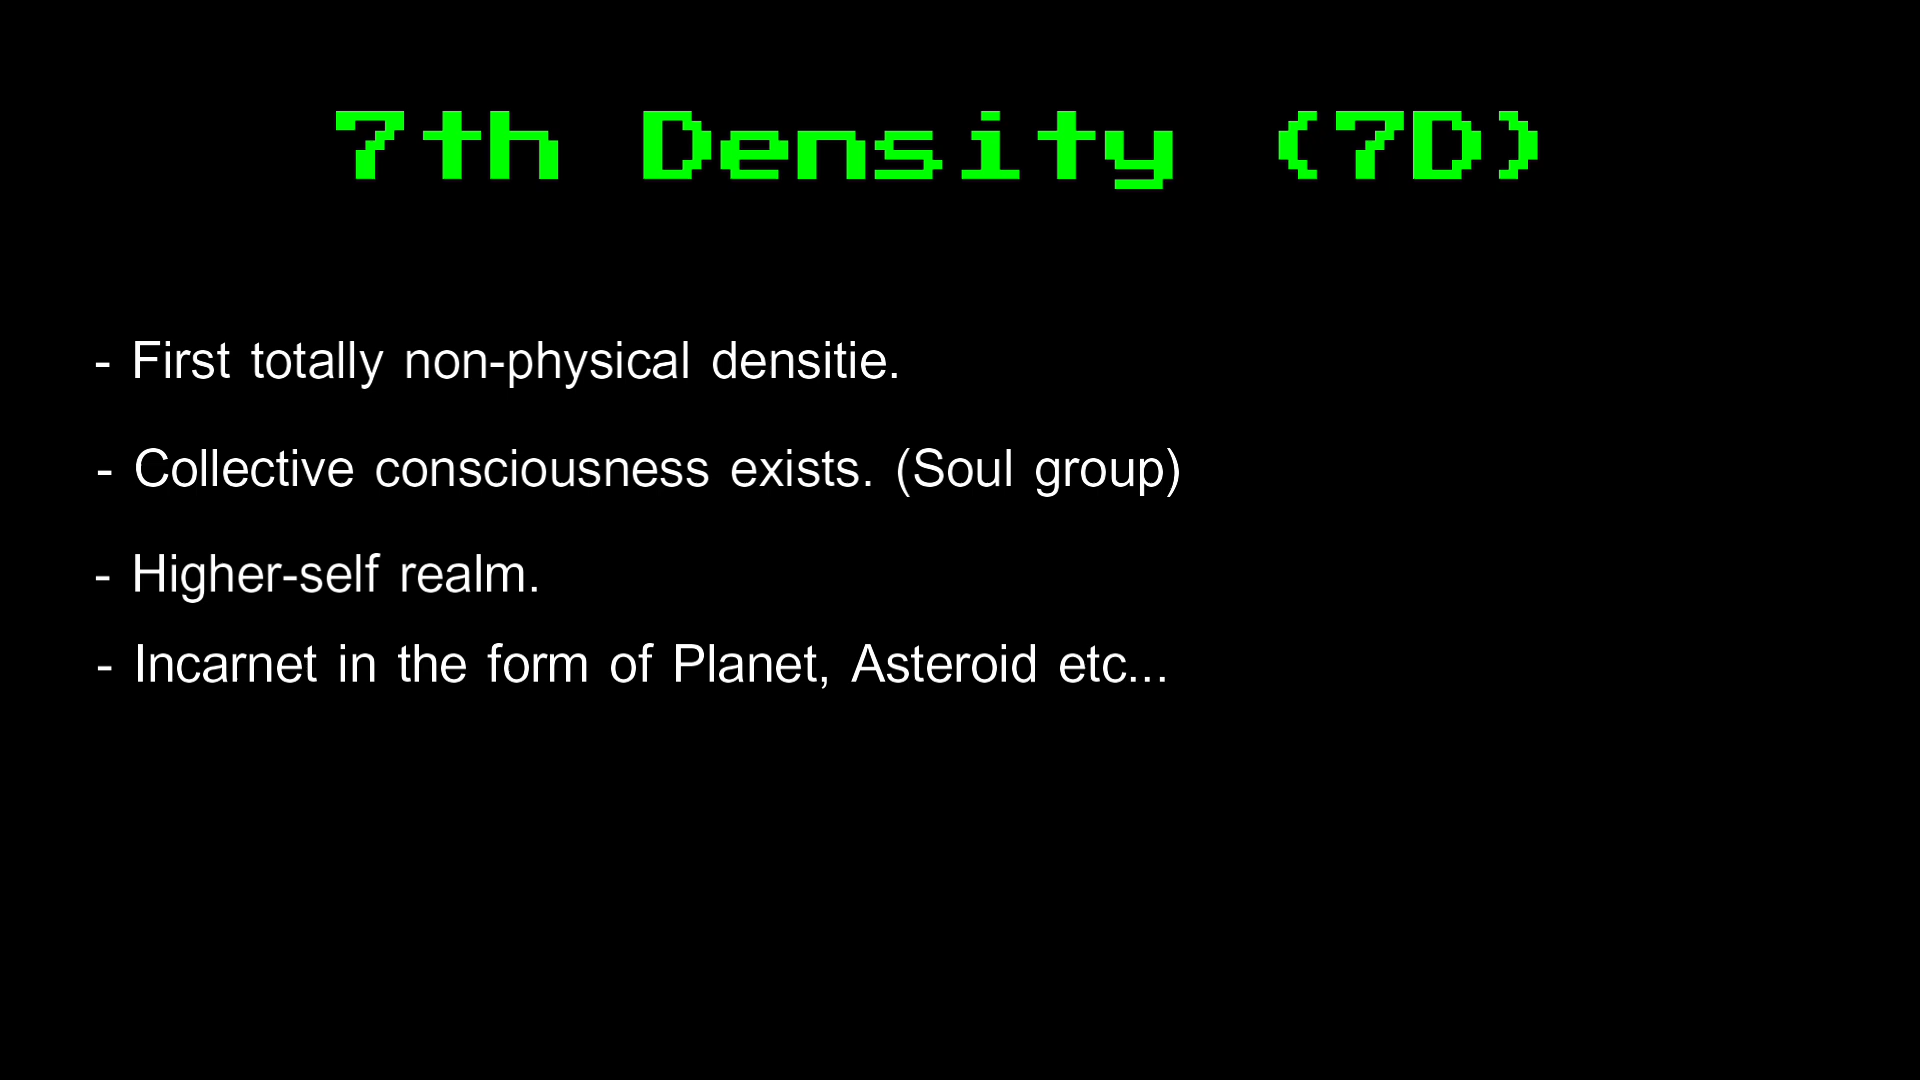 7th Density (7D)
- First totally non-physical densitie.
- Collective consciousness exists. (Soul group)
- Higher-self realm.
- Incarnet in the form of Planet, Asteroid etc...